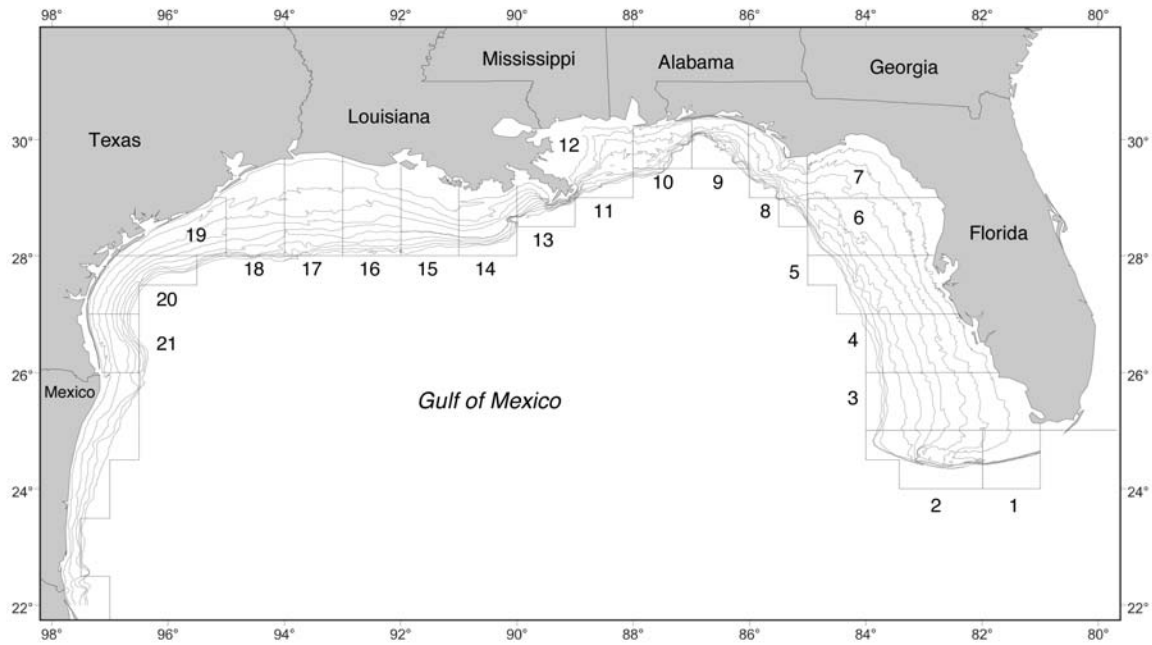 98° 96° 94° 92° 90° 88° 86° 84° 82° 80°
Mississippi
Alabama
Georgia
Louisiana
Texas
30° 30°
12
7
10 9
6
11 8
19
13
Florida
28° 28°
18 17 16 15 14
5
20
21
4
26° 26°
Mexico
3
Gulf of Mexico
24° 24°
2 1
22° 22°
98° 96° 94° 92° 90° 88° 86° 84° 82° 80°